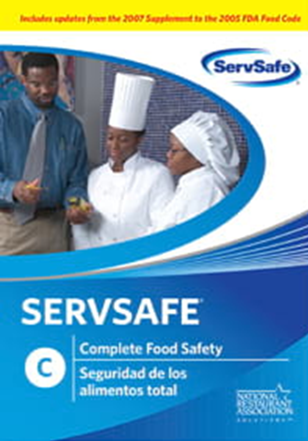 Includes updates from the 2007 Supplement to the 2005 FDA Food Code
ServSafe®
SERVSAFE®
C
Complete Food Safety
Seguridad de los
alimentos total
NATIONAL
RESTAURANT
ASSOCIATION
SOLUTIONS